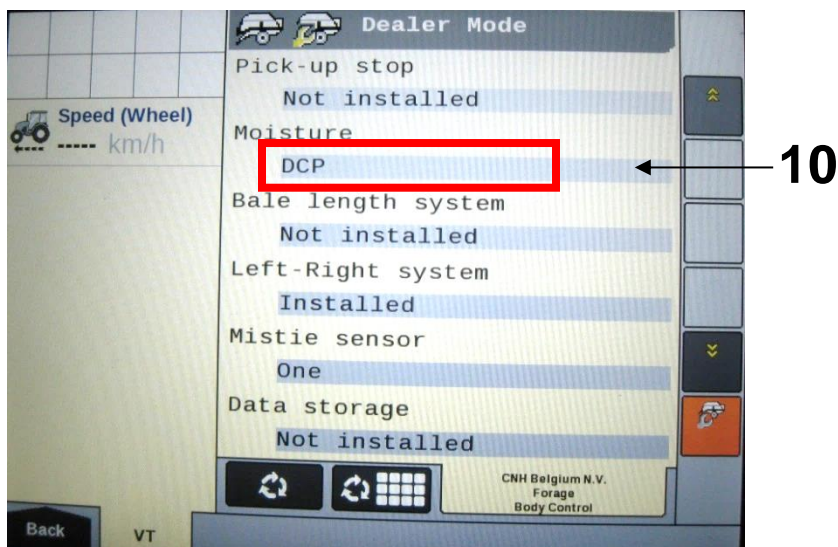 Dealer Mode
Pick-up stop
Not installed
Speed (Wheel)
----- km/h
Moisture
DCP
10
Bale length system
Not installed
Left-Right system
Installed
Mistie sensor
One
Data storage
Not installed
CNH Belgium N.V.
Forage
Body Control
Back
VT